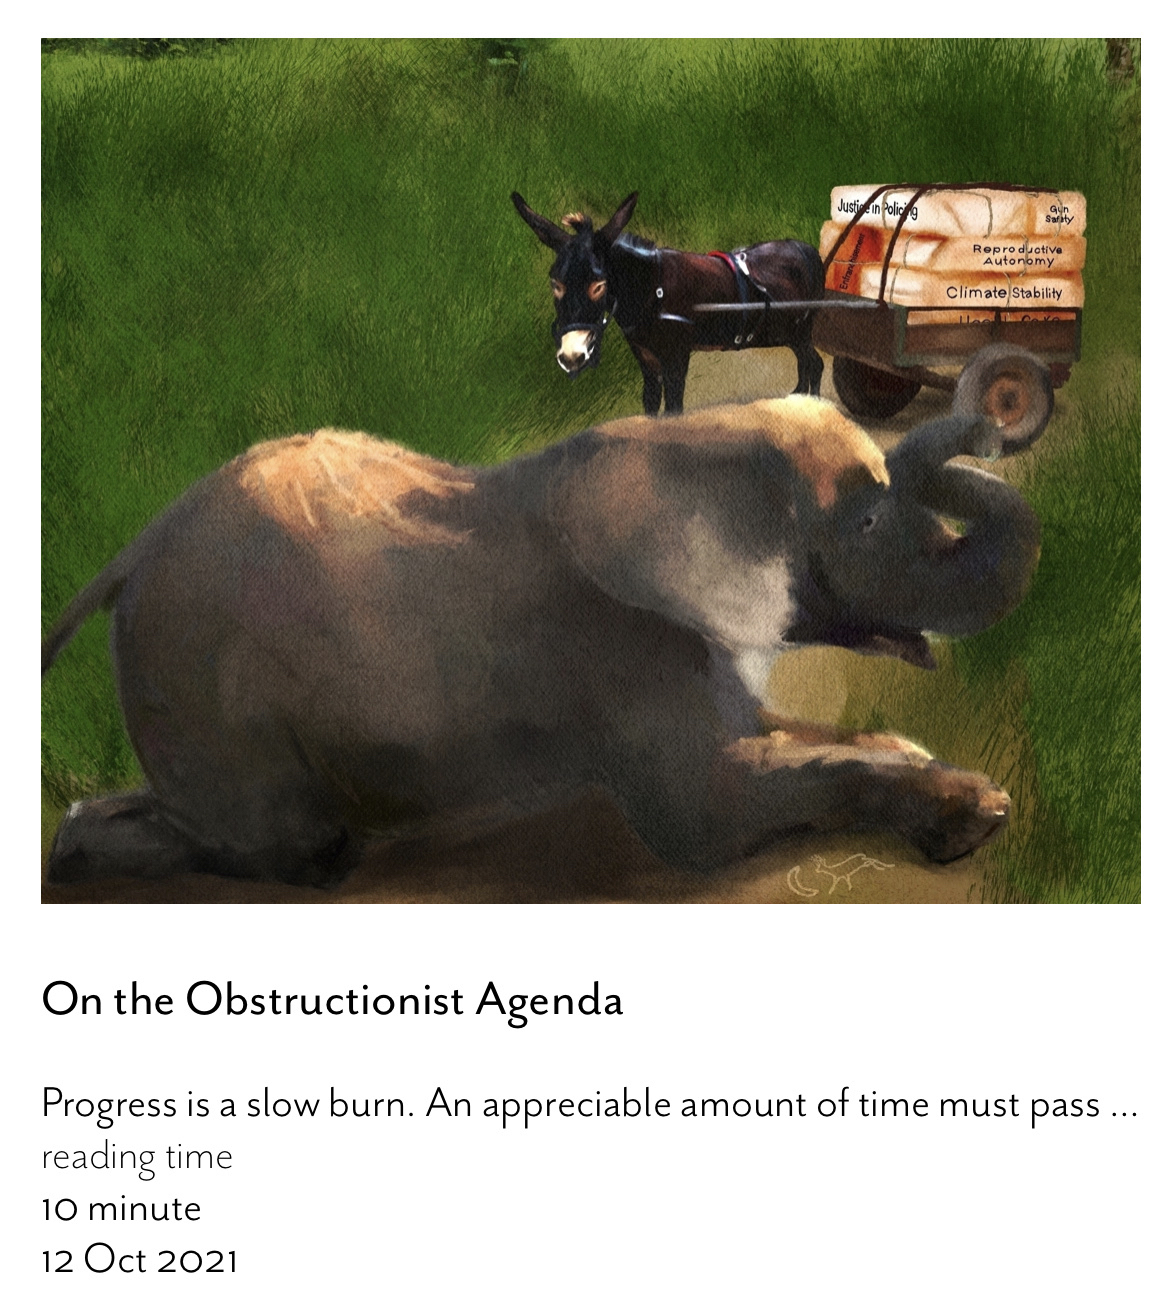 Justice in Policing
Gun
Safety
Reproductive
Autonomy
Climate Stability
On the Obstructionist Agenda
Progress is a slow burn. An appreciable amount of time must pass ...
reading time
10 minute
12 Oct 2021